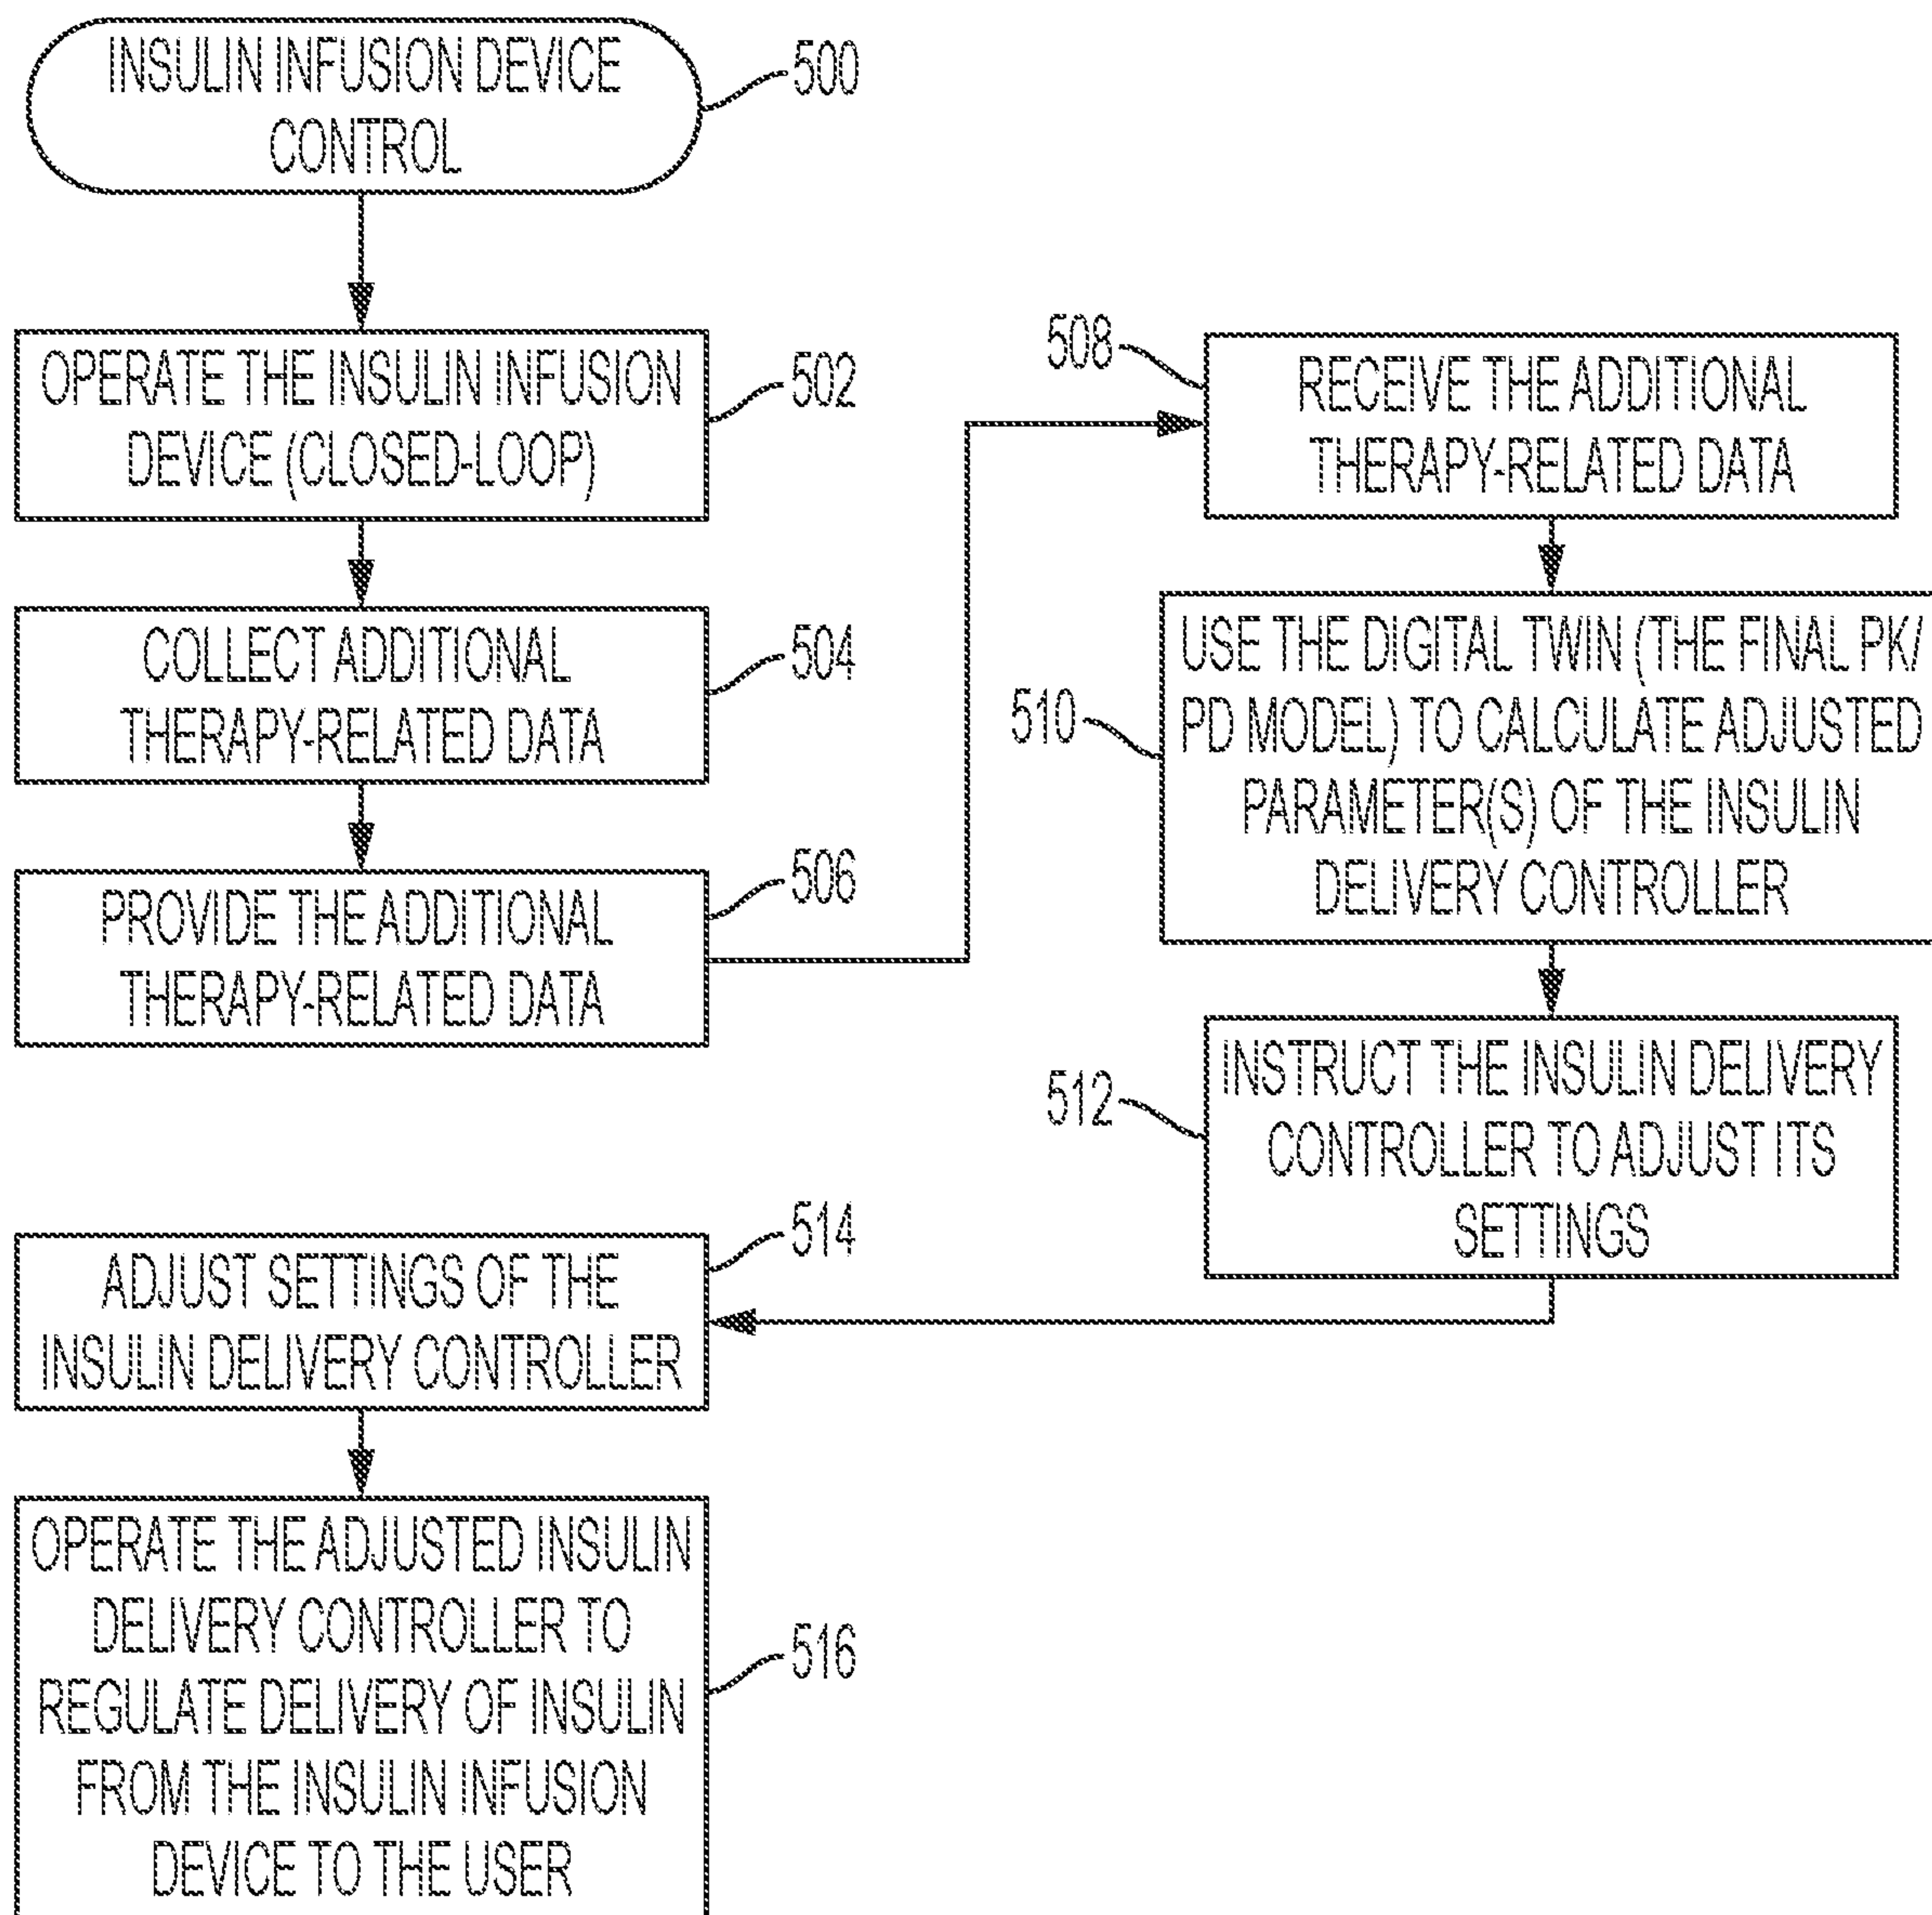 INSULIN INFUSION DEVICE
CONTROL
500
OPERATE THE INSULIN INFUSION
DEVICE (CLOSED-LOOP)
502
COLLECT ADDITIONAL
THERAPY-RELATED DATA
504
PROVIDE THE ADDITIONAL
THERAPY-RELATED DATA
506
508
RECEIVE THE ADDITIONAL
THERAPY-RELATED DATA
510
USE THE DIGITAL TWIN (THE FINAL PK/
PD MODEL) TO CALCULATE ADJUSTED
PARAMETER(S) OF THE INSULIN
DELIVERY CONTROLLER
512
INSTRUCT THE INSULIN DELIVERY
CONTROLLER TO ADJUST ITS
SETTINGS
514
ADJUST SETTINGS OF THE
INSULIN DELIVERY CONTROLLER
OPERATE THE ADJUSTED INSULIN
DELIVERY CONTROLLER TO
REGULATE DELIVERY OF INSULIN
FROM THE INSULIN INFUSION
DEVICE TO THE USER
516